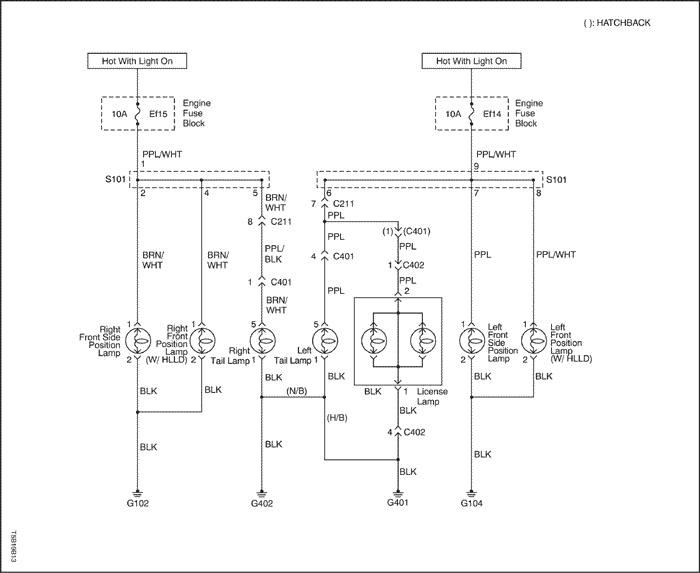 ( ): HATCHBACK
Hot With Light On
Hot With Light On
10A
Ef15
Engine
Fuse
Block
10A
Ef14
Engine
Fuse
Block
PPL/WHT
1
PPL/WHT
9
S101
S101
2
4
5
6
7
8
BRN/
WHT
7
C211
8
C211
PPL
(1)
(C401)
BRN/
WHT
BRN/
WHT
PPL/
BLK
PPL
PPL
PPL
PPL/WHT
4
C401
1
C402
1
C401
BRN/
WHT
PPL
PPL
2
1
1
5
5
1
1
Right
Front Side
Position
Lamp
Right
Front
Position
Lamp
(W/ HLLD)
Right
Tail Lamp
Left
Tail Lamp
Left
Front
Side
Position
Lamp
Left
Front
Position
Lamp
(W/ HLLD)
2
2
1
1
2
2
BLK
BLK
BLK
BLK
BLK
1
License
Lamp
BLK
BLK
(N/B)
(H/B)
BLK
4
C402
BLK
BLK
BLK
BLK
G102
G402
G401
G104
T5B19B13